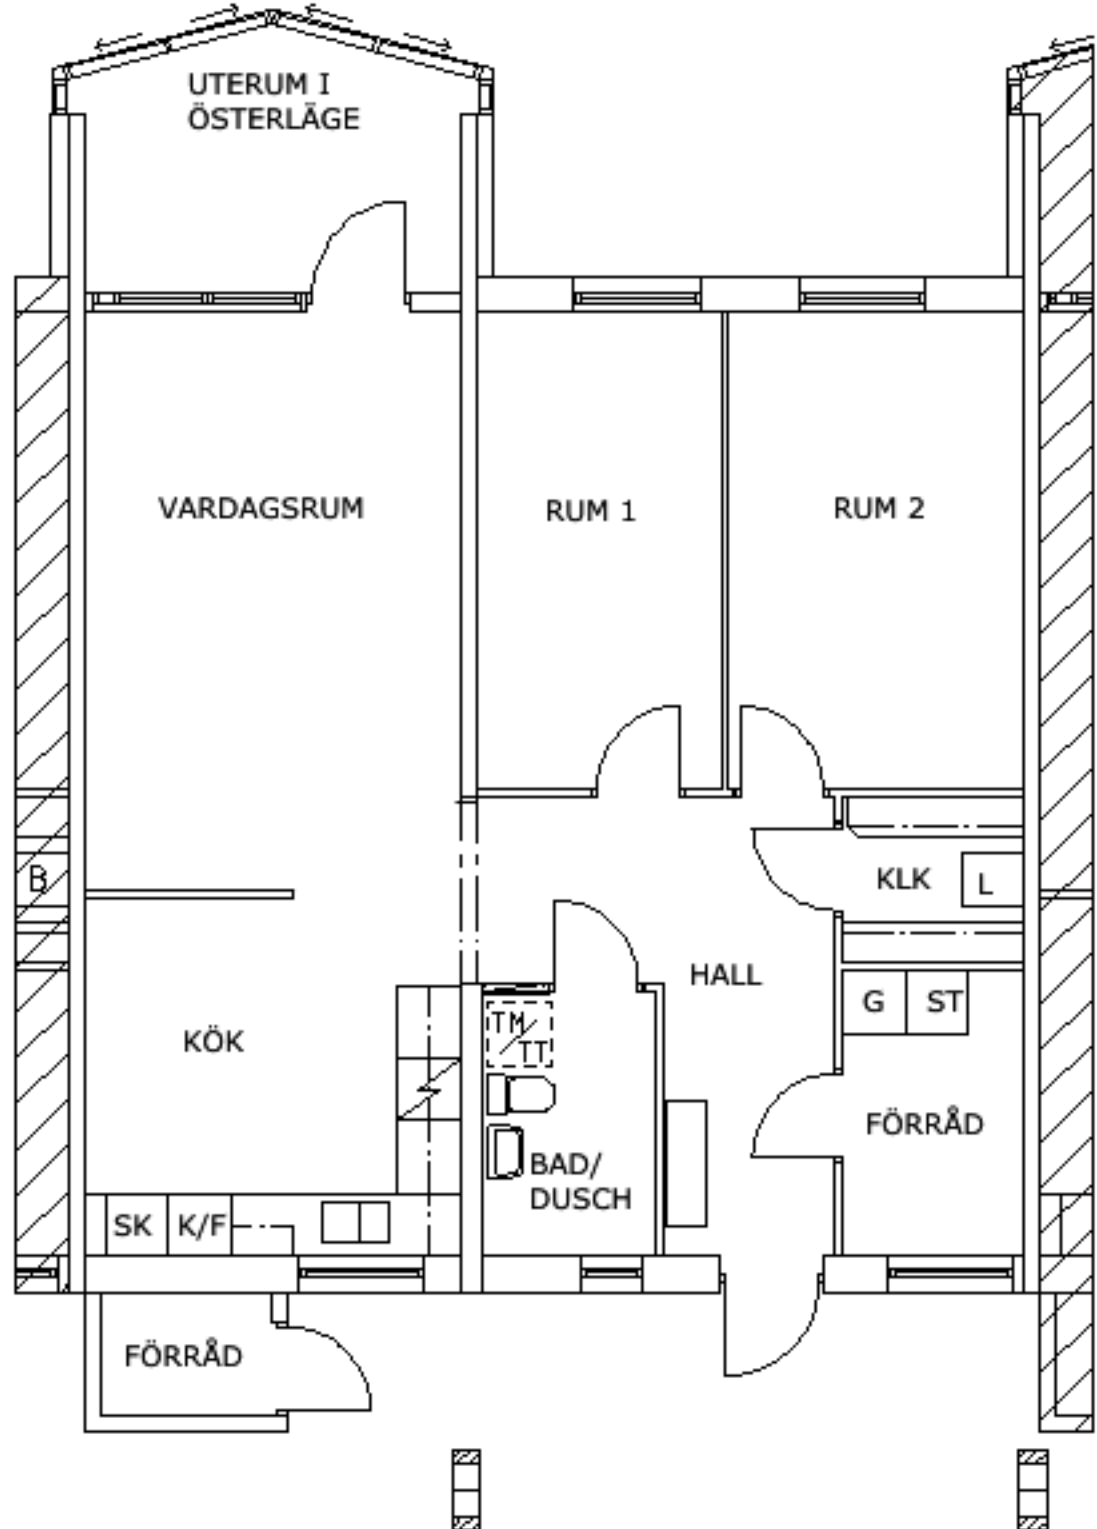 UTERUM I
ÖSTERLÄGE
VARDAGSRUM
RUM 1
RUM 2
B
KLK
L
HALL
G
ST
KÖK
TM
TT
FÖRRÅD
BAD/
DUSCH
SK
K/F
FÖRRÅD